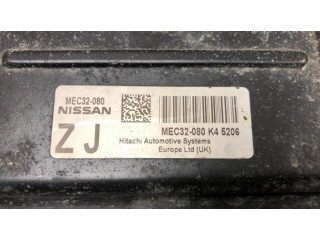 MEC32-080
NISSAN
ZJ
MEC32-080 K4 5206
Hitachi Automotive Systems
Europe Ltd (UK)